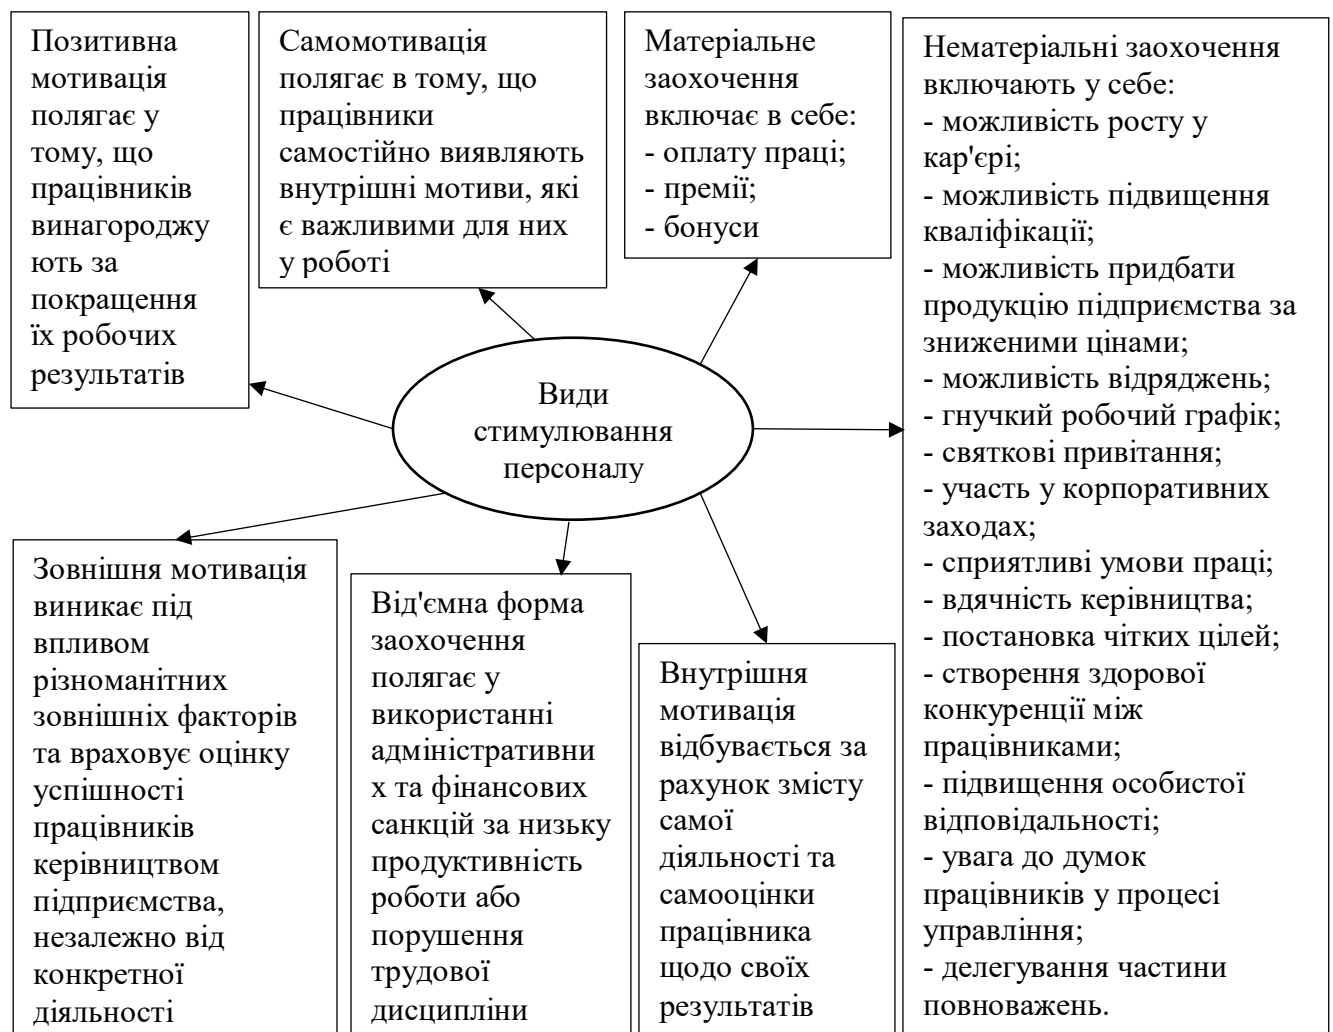 Позитивна
мотивація
полягає у
тому, що
працівників
винагороджу
ють за
покращення
їх робочих
результатів
Самомотивація
полягає в тому, що
працівники
самостійно виявляють
внутрішні мотиви, які
є важливими для них
у роботі
Матеріальне
заохочення
включає в себе:
- оплату праці;
- премії;
- бонуси
Нематеріальні заохочення
включають у себе:
- можливість росту у
кар'єрі;
- можливість підвищення
кваліфікації;
- можливість придбати
продукцію підприємства за
зниженими цінами;
- можливість відряджень;
- гнучкий робочий графік;
- святкові привітання;
- участь у корпоративних
заходах;
- сприятливі умови праці;
- вдячність керівництва;
- постановка чітких цілей;
- створення здорової
конкуренції між
працівниками;
- підвищення особистої
відповідальності;
- увага до думок
працівників у процесі
управління;
- делегування частини
повноважень.
Види
стимулювання
персоналу
Зовнішня мотивація
виникає під
впливом
різноманітних
зовнішніх факторів
та враховує оцінку
успішності
працівників
керівництвом
підприємства,
незалежно від
конкретної
діяльності
Від'ємна форма
заохочення
полягає у
використанні
адміністративни
х та фінансових
санкцій за низьку
продуктивність
роботи або
порушення
трудової
дисципліни
Внутрішня
мотивація
відбувається за
рахунок змісту
самої
діяльності та
самооцінки
працівника
щодо своїх
результатів